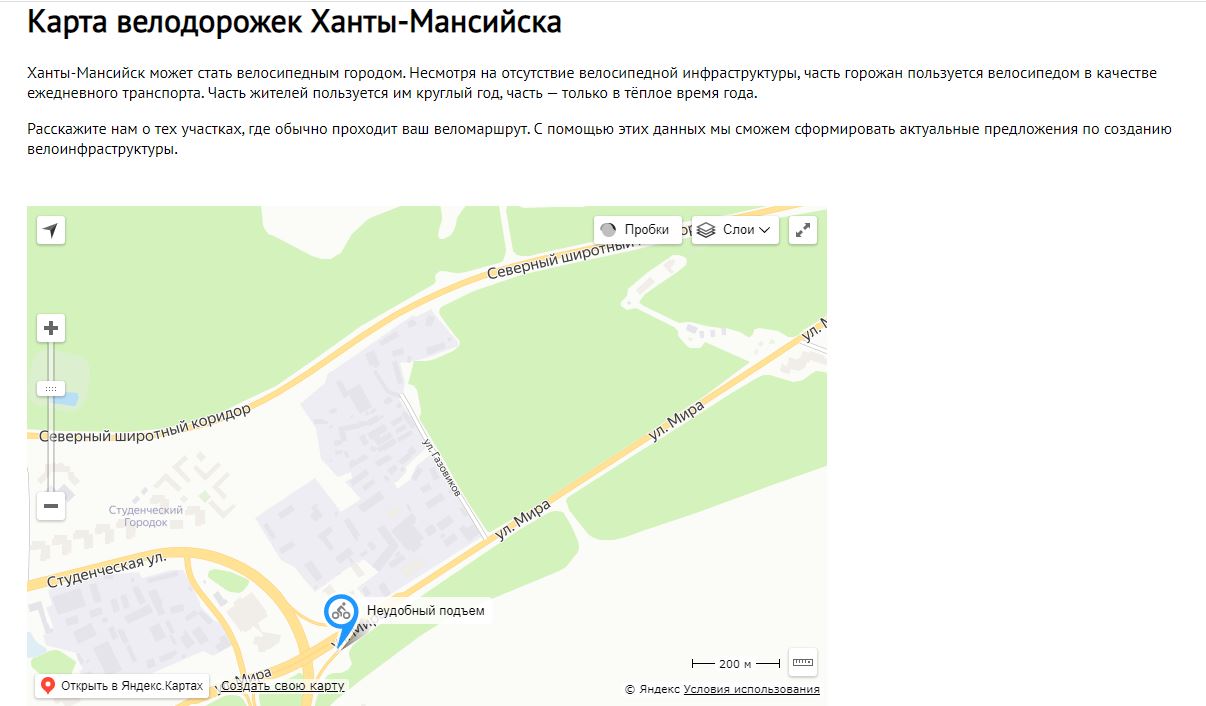 Карта велодорожек Ханты-Мансийска
Ханты-Мансийск может стать велосипедным городом. Несмотря на отсутствие велосипедной инфраструктуры, часть горожан пользуется велосипедом в качестве
ежедневного транспорта. Часть жителей пользуется им круглый год, часть — только в тёплое время года.
Расскажите нам о тех участках, где обычно проходит ваш веломаршрут. С помощью этих данных мы сможем сформировать актуальные предложения по созданию
велоинфраструктуры.
Пробки
Слои
Северный широтный
ул. М
ул. Мира
Северный широтный коридор
ул. Газовиков
ул. Мира
Студенческий
Городок
Студенческая ул.
Неудобный подъем
ул. Мира
200 м
Открыть в Яндекс.Картах
Создать свою карту
© Яндекс Условия использования